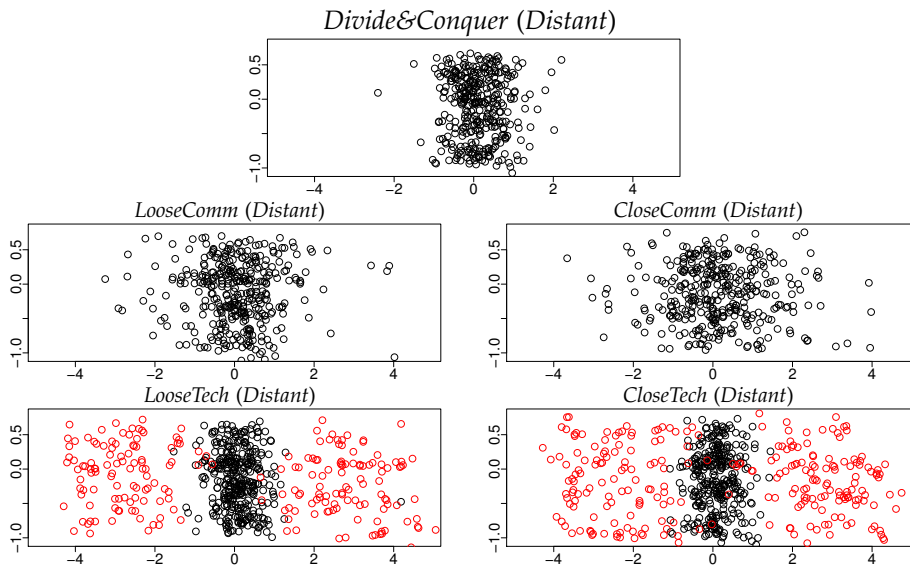 Divide&Conquer (Distant)
0.5
0.0
-1.0
-4 -2 0 2 4
LooseComm (Distant) CloseComm (Distant)
0.5 0.5
0.0 0.0
-1.0 -1.0
-4 -2 0 2 4 -4 -2 0 2 4
LooseTech (Distant) CloseTech (Distant)
0.5 0.5
0.0 0.0
-1.0 -1.0
-4 -2 0 2 4 -4 -2 0 2 4